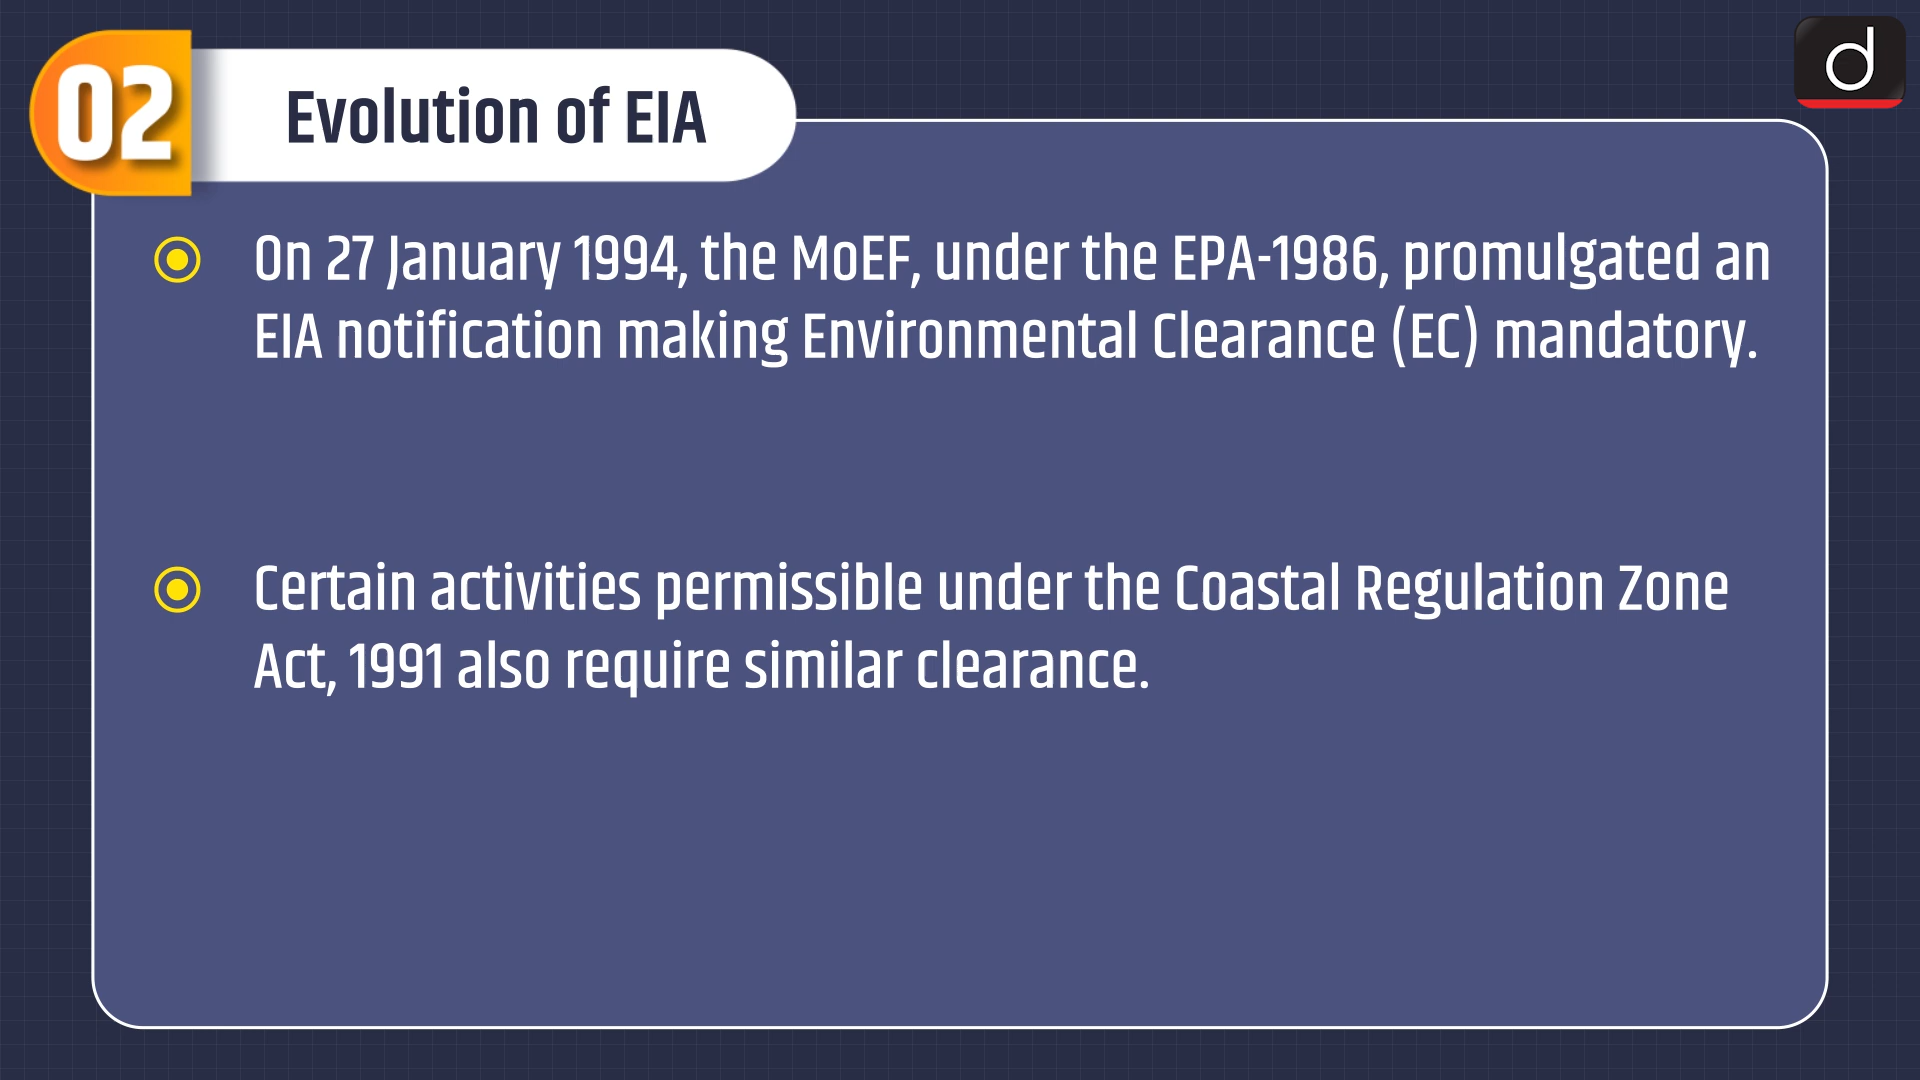 02
Evolution of EIA
d
On 27 January 1994, the MoEF, under the EPA-1986, promulgated an
EIA notification making Environmental Clearance (EC) mandatory.
Certain activities permissible under the Coastal Regulation Zone
Act, 1991 also require similar clearance.